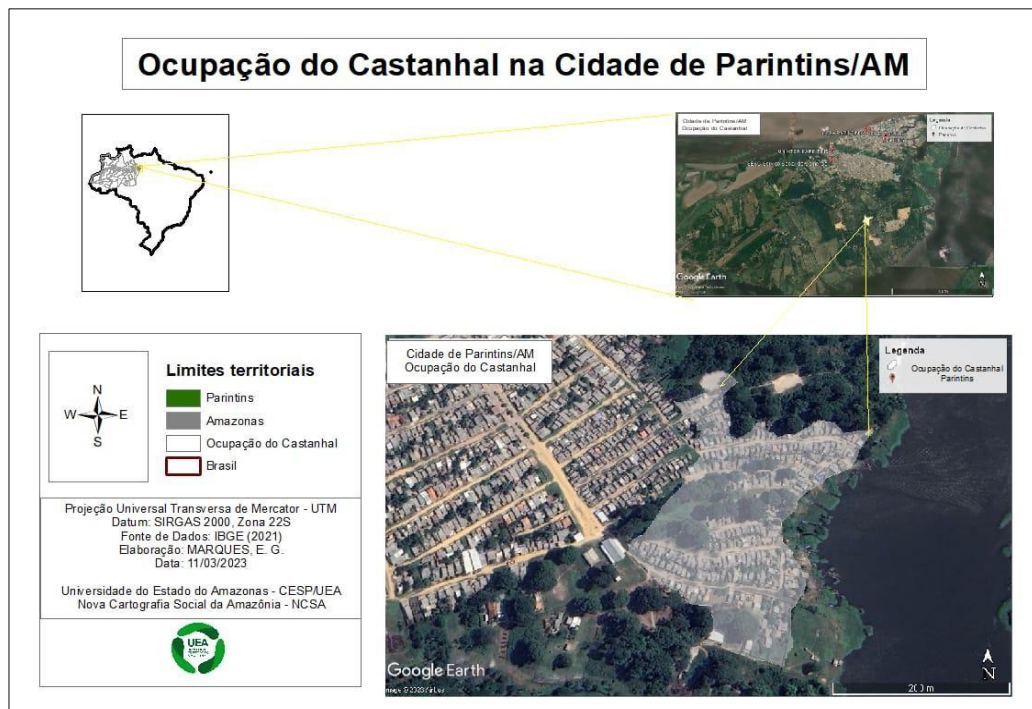 Ocupação do Castanhal na Cidade de Parintins/AM
Cidade de Parintins/AM
Ocupação do Castanhal
Legenda
Ocupação do Castanhal
Parintins
Google Earth
N
Limites territoriais
N
W
E
S
Parintins
Amazonas
Ocupação do Castanhal
Brasil
Projeção Universal Transversa de Mercator - UTM
Datum: SIRGAS 2000, Zona 22S
Fonte de Dados: IBGE (2021)
Elaboração: MARQUES, E. G.
Data: 11/03/2023
Universidade do Estado do Amazonas - CESP/UEA
Nova Cartografia Social da Amazônia - NCSA
UEA
Cidade de Parintins/AM
Ocupação do Castanhal
Legenda
Ocupação do Castanhal
Parintins
Google Earth
N
200 m